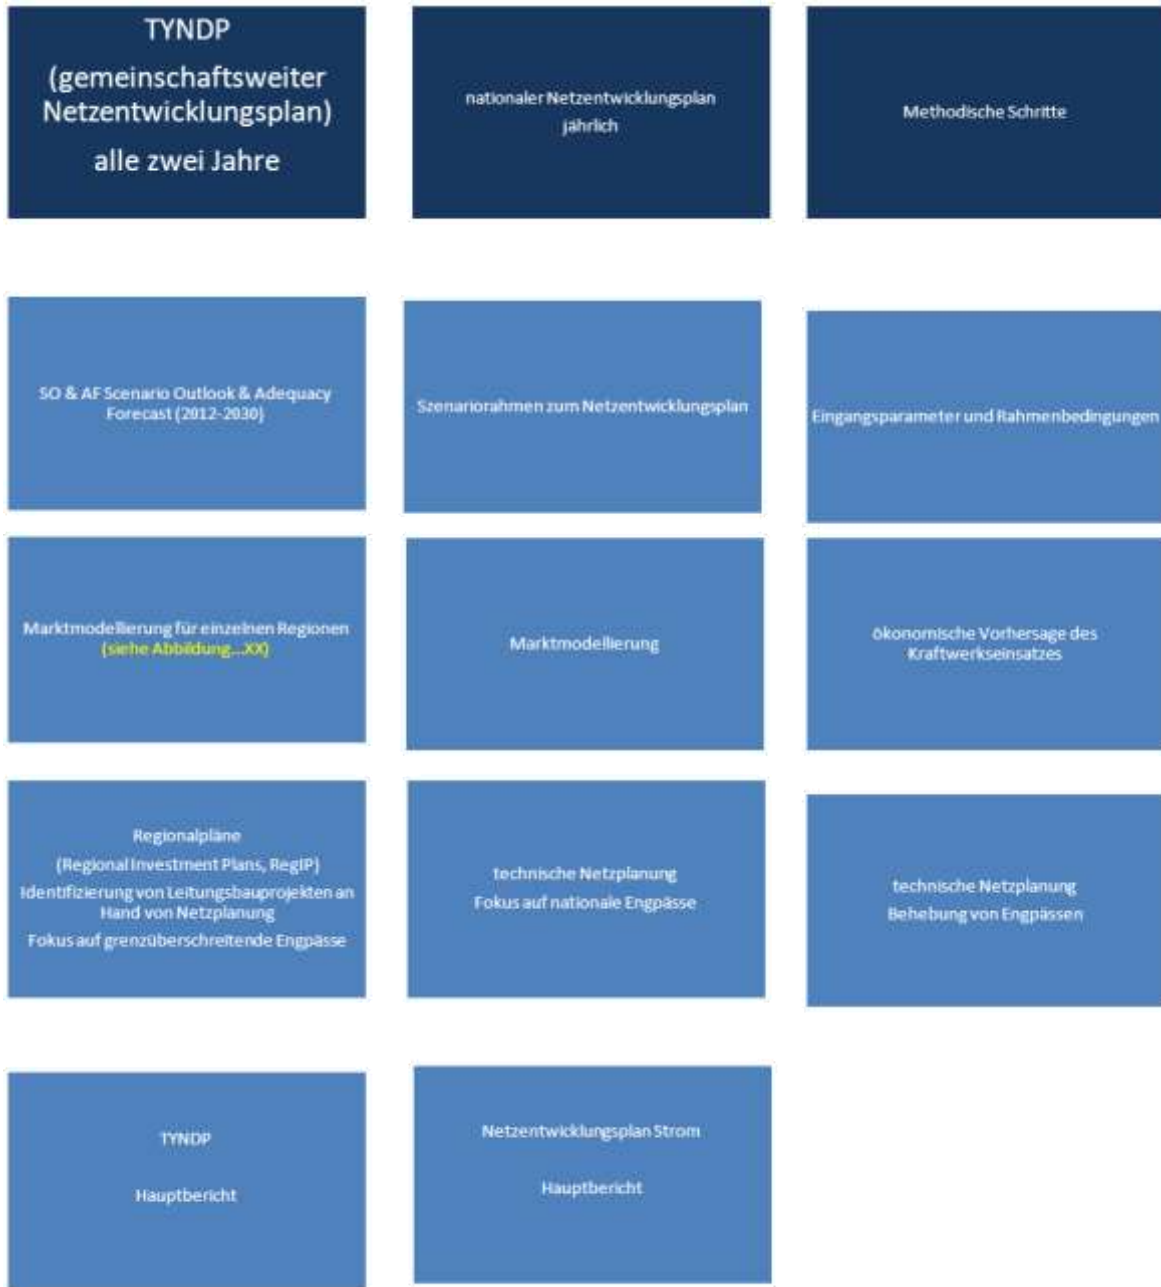 TYNDP
(gemeinschaftsweiter
Netzentwicklungsplan)
alle zwei Jahre
nationaler Netzentwicklungsplan
jährlich
Methodische Schritte
SO & AF Scenario Outlook & Adequacy
Forecast (2012-2030)
Szenariorahmen zum Netzentwicklungsplan
Eingangsparameter und Rahmenbedingungen
Marktmodellierung für einzelnen Regionen
(siehe Abbildung...XX)
Marktmodellierung
ökonomische Vorhersage des
Kraftwerkseinsatzes
Regionalpläne
(Regional Investment Plans, RegIP)
Identifizierung von Leitungsbauprojekten an
Hand von Netzplanung
Fokus auf grenzüberschreitende Engpässe
technische Netzplanung
Fokus auf nationale Engpässe
technische Netzplanung
Behebung von Engpässen
TYNDP
Hauptbericht
Netzentwicklungsplan Strom
Hauptbericht